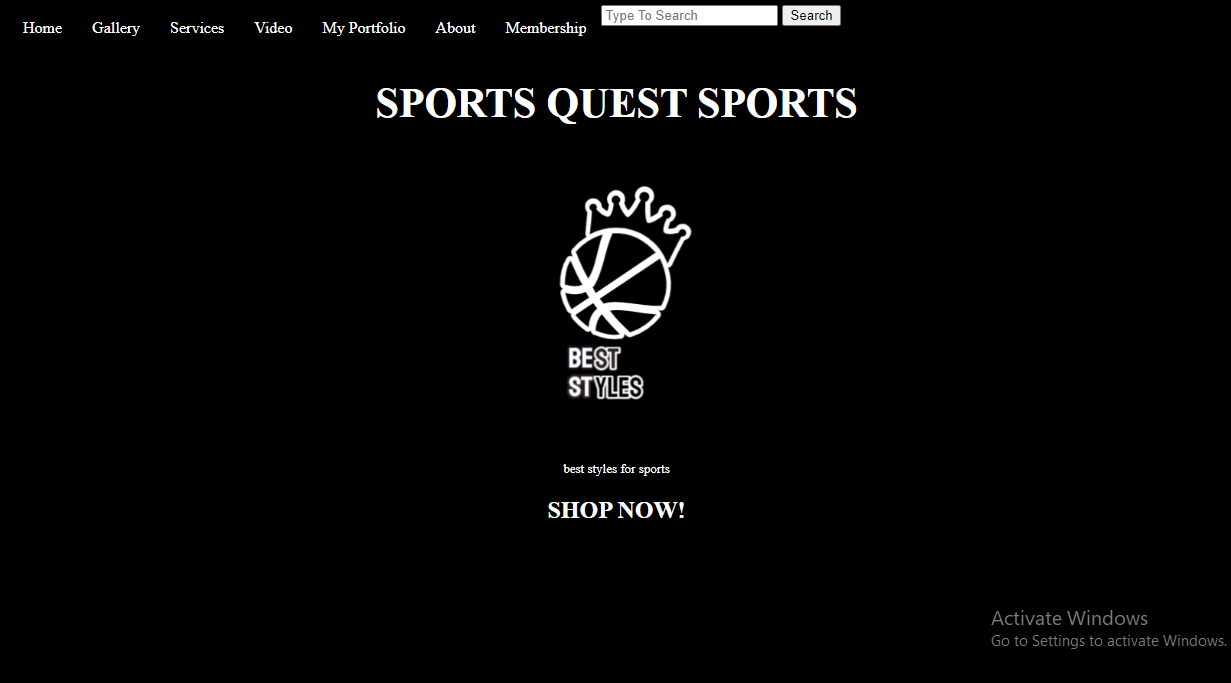 Home Gallery Services Video My Portfolio About Membership Type To Search Search
SPORTS QUEST SPORTS
BEST
STYLES
best styles for sports
SHOP NOW!
Activate Windows
Go to Settings to activate Windows.